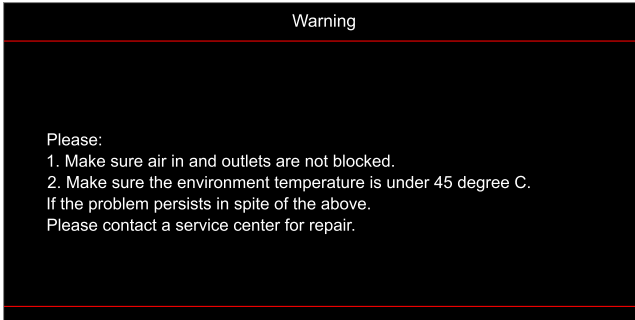 Warning
Please:
1. Make sure air in and outlets are not blocked.
2. Make sure the environment temperature is under 45 degree C.
If the problem persists in spite of the above.
Please contact a service center for repair.